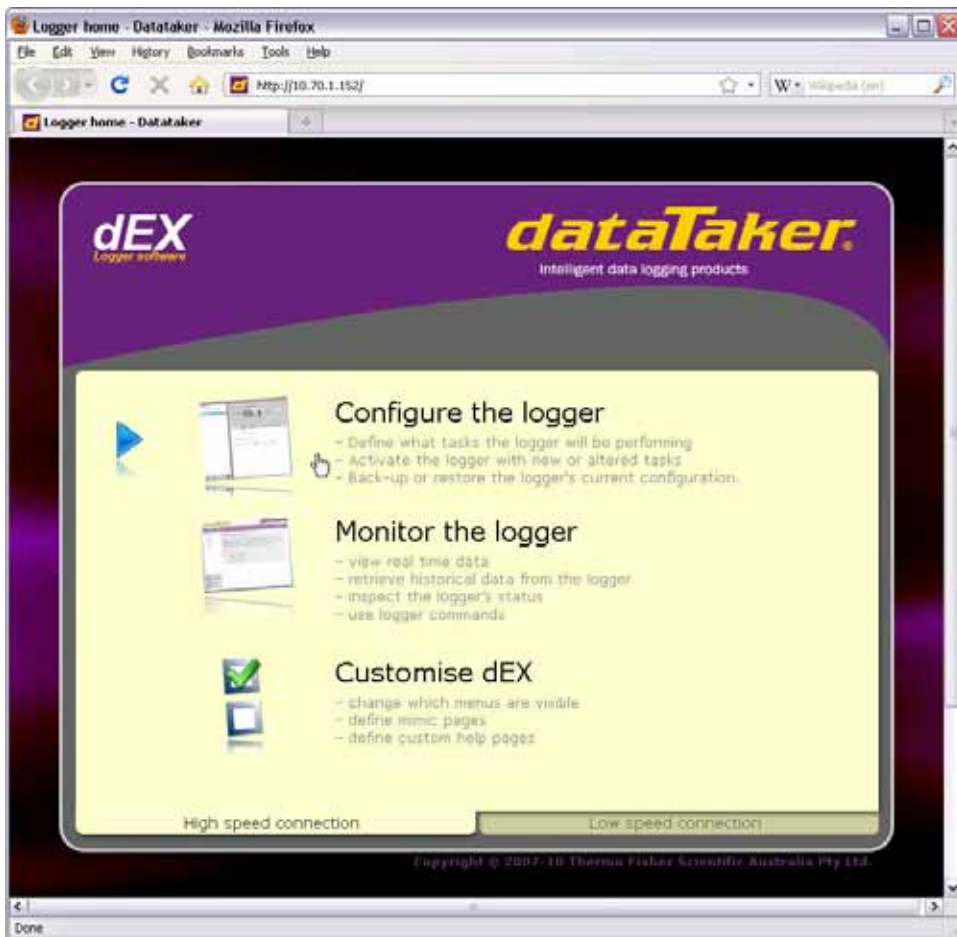 Logger home - Datataker - Mozilla Firefox
File Edit View History Bookmarks Tools Help
http://10.70.1.152/
W Wikipedia (en)
Logger home - Datataker
dEX
Logger software
dataTaker.
Intelligent data logging products
Configure the logger
- Define what tasks the logger will be performing
- Activate the logger with new or altered tasks
- Back-up or restore the logger's current configuration.
Monitor the logger
- view real time data
- retrieve historical data from the logger
- inspect the logger's status
- use logger commands
Customise dEX
- change which menus are visible
- define mimic pages
- define custom help pages
High speed connection
Low speed connection
Copyright © 2007-10 Thermo Fisher Scientific Australia Pty Ltd.
Done